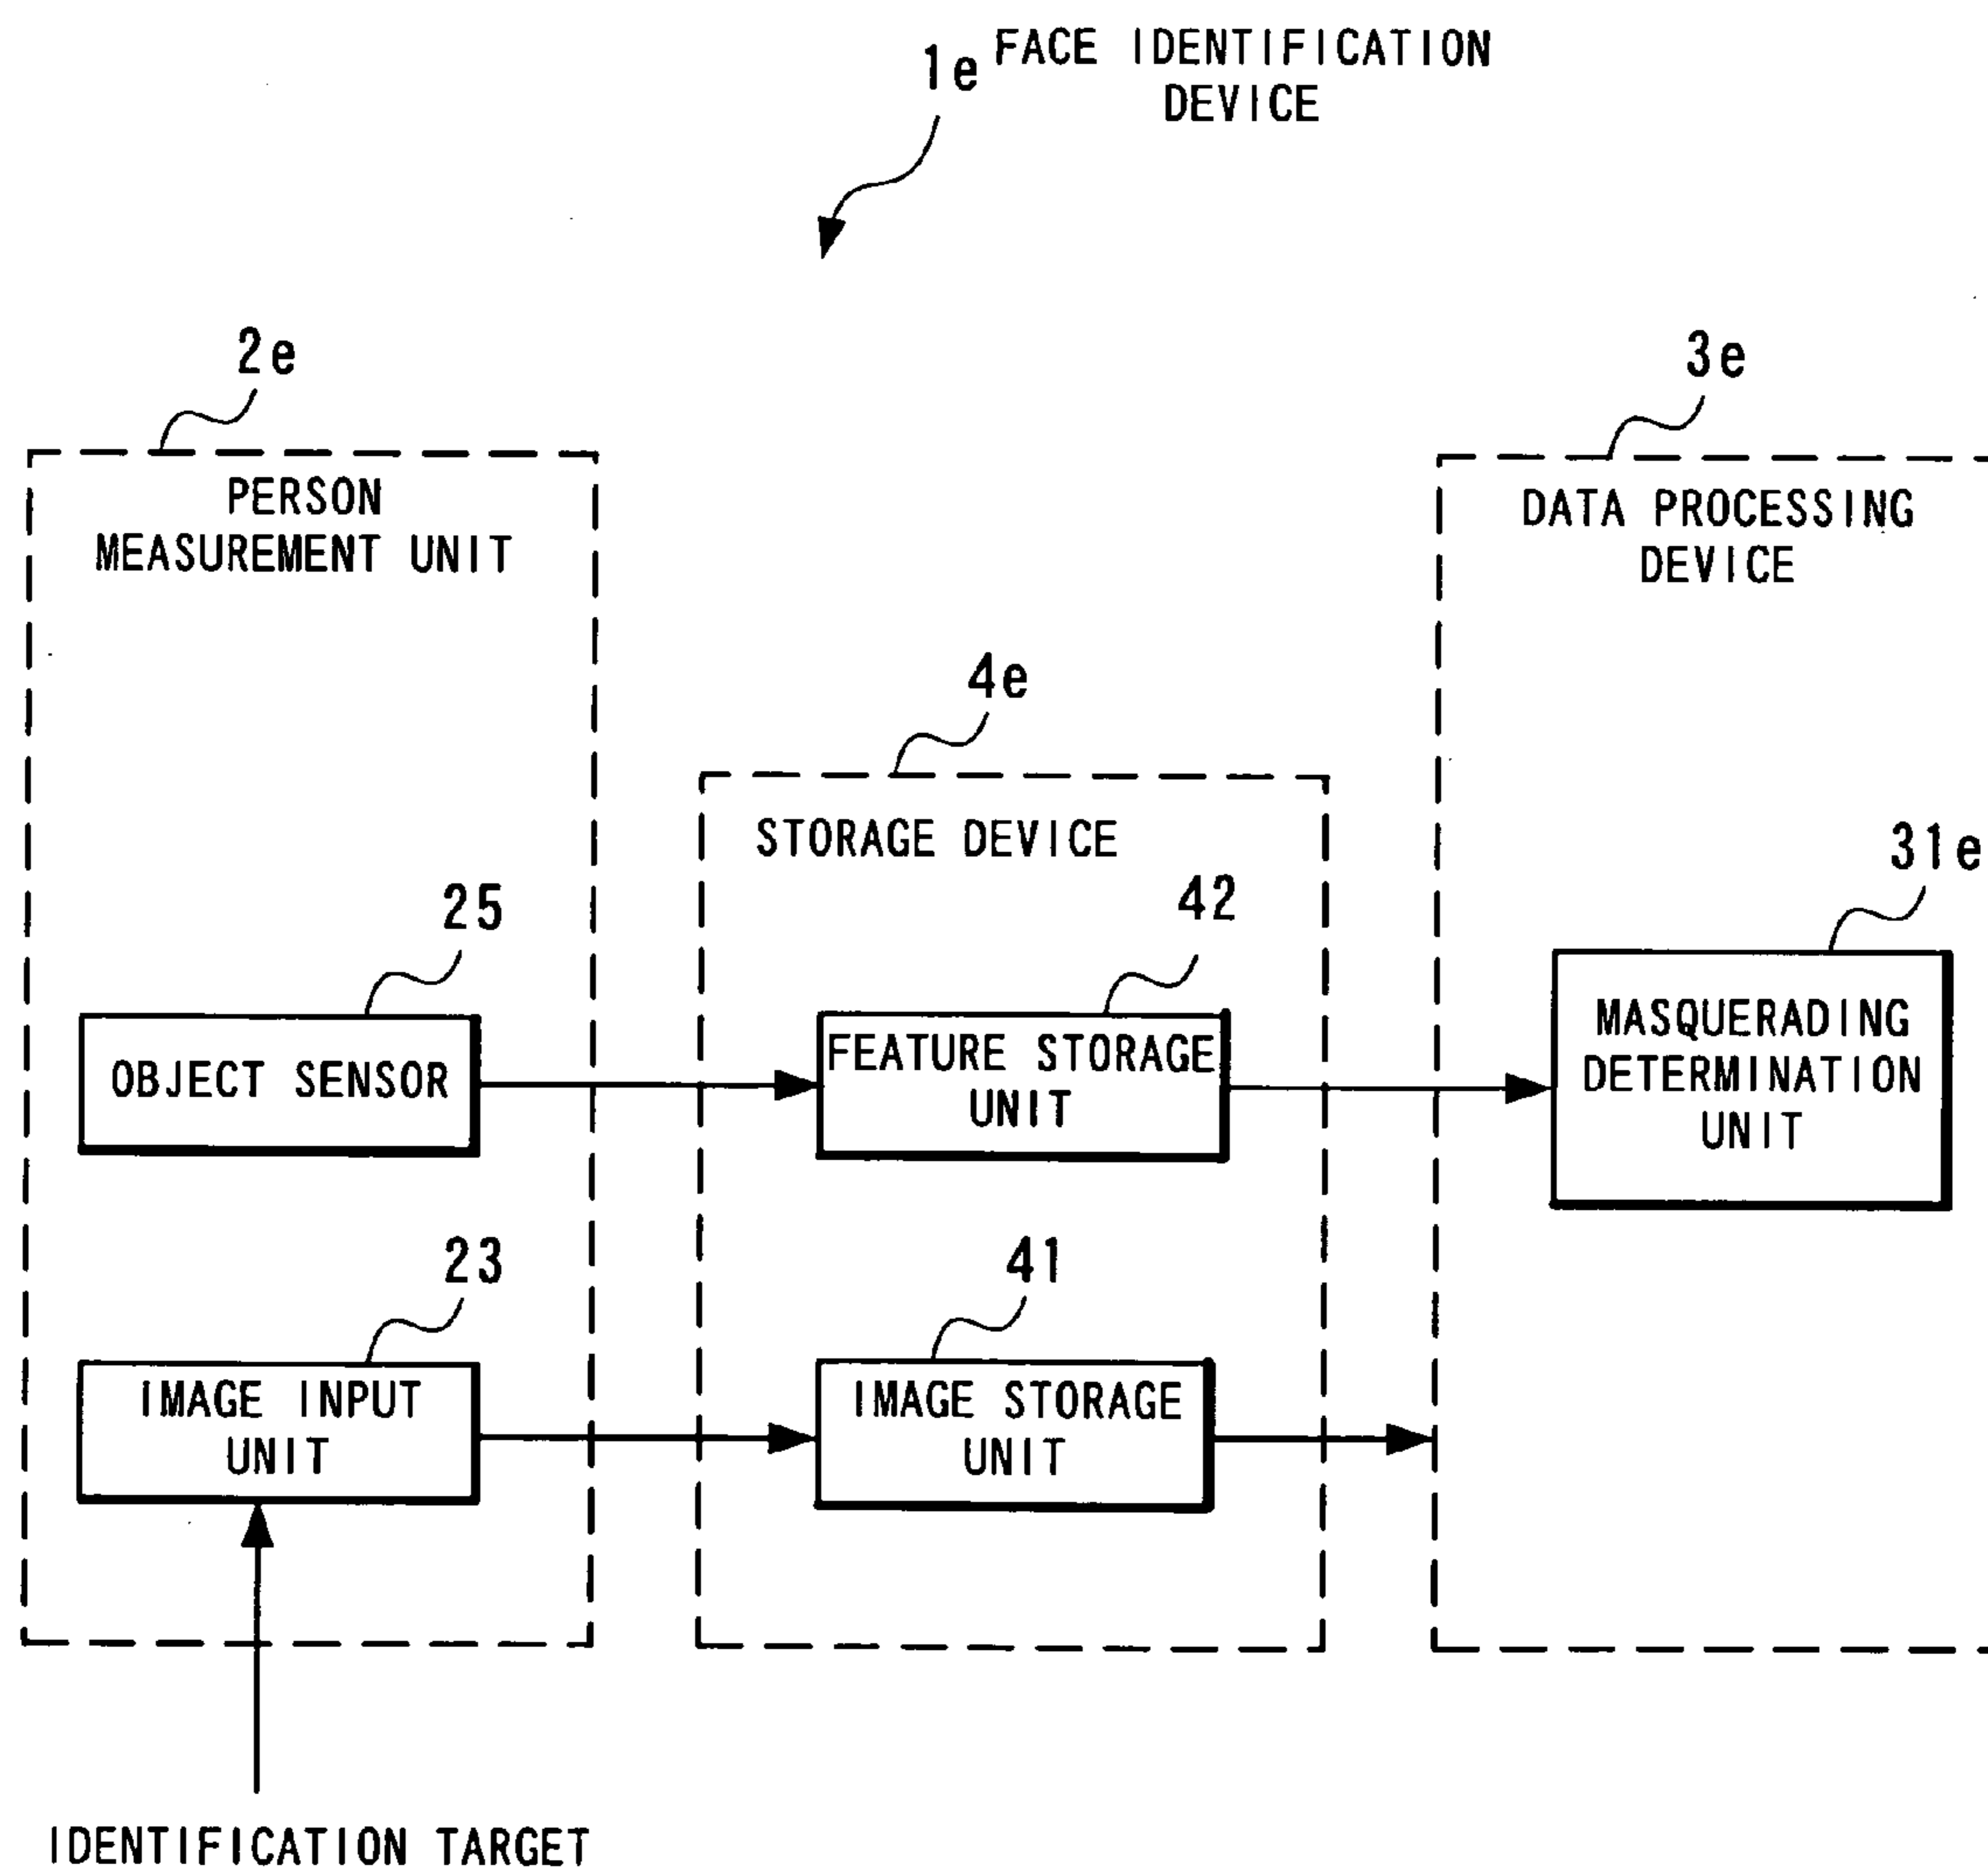 1e FACE IDENTIFICATION
DEVICE
2e
3e
PERSON
MEASUREMENT UNIT
DATA PROCESSING
DEVICE
4e
STORAGE DEVICE
31e
25
42
OBJECT SENSOR
FEATURE STORAGE
UNIT
MASQUERADING
DETERMINATION
UNIT
23
41
IMAGE INPUT
UNIT
IMAGE STORAGE
UNIT
IDENTIFICATION TARGET